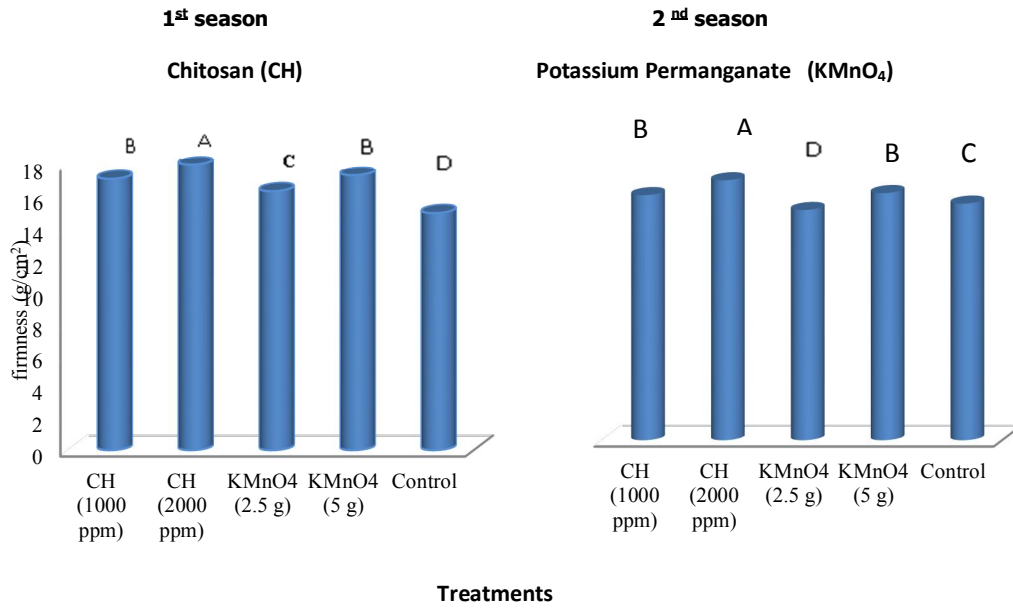 1st season
2 nd season
Chitosan (CH)
Potassium Permanganate (KMnO4)
B A C B D
B A D B C
firmness (g/cm2)
18
16
14
12
10
8
6
4
2
0
CH (1000 ppm)
CH (2000 ppm)
KMnO4 (2.5 g)
KMnO4 (5 g)
Control
CH (1000 ppm)
CH (2000 ppm)
KMnO4 (2.5 g)
KMnO4 (5 g)
Control
Treatments